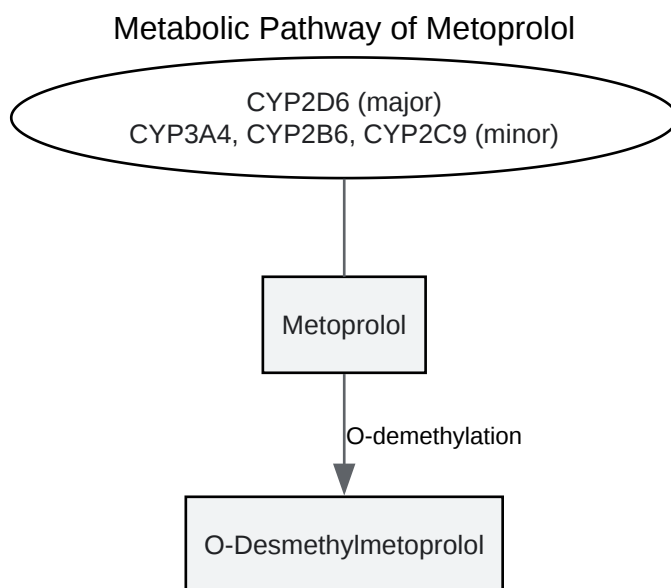 Metabolic Pathway of Metoprolol
CYP2D6 (major)
CYP3A4, CYP2B6, CYP2C9 (minor)
Metoprolol
O-demethylation
O-Desmethylmetoprolol